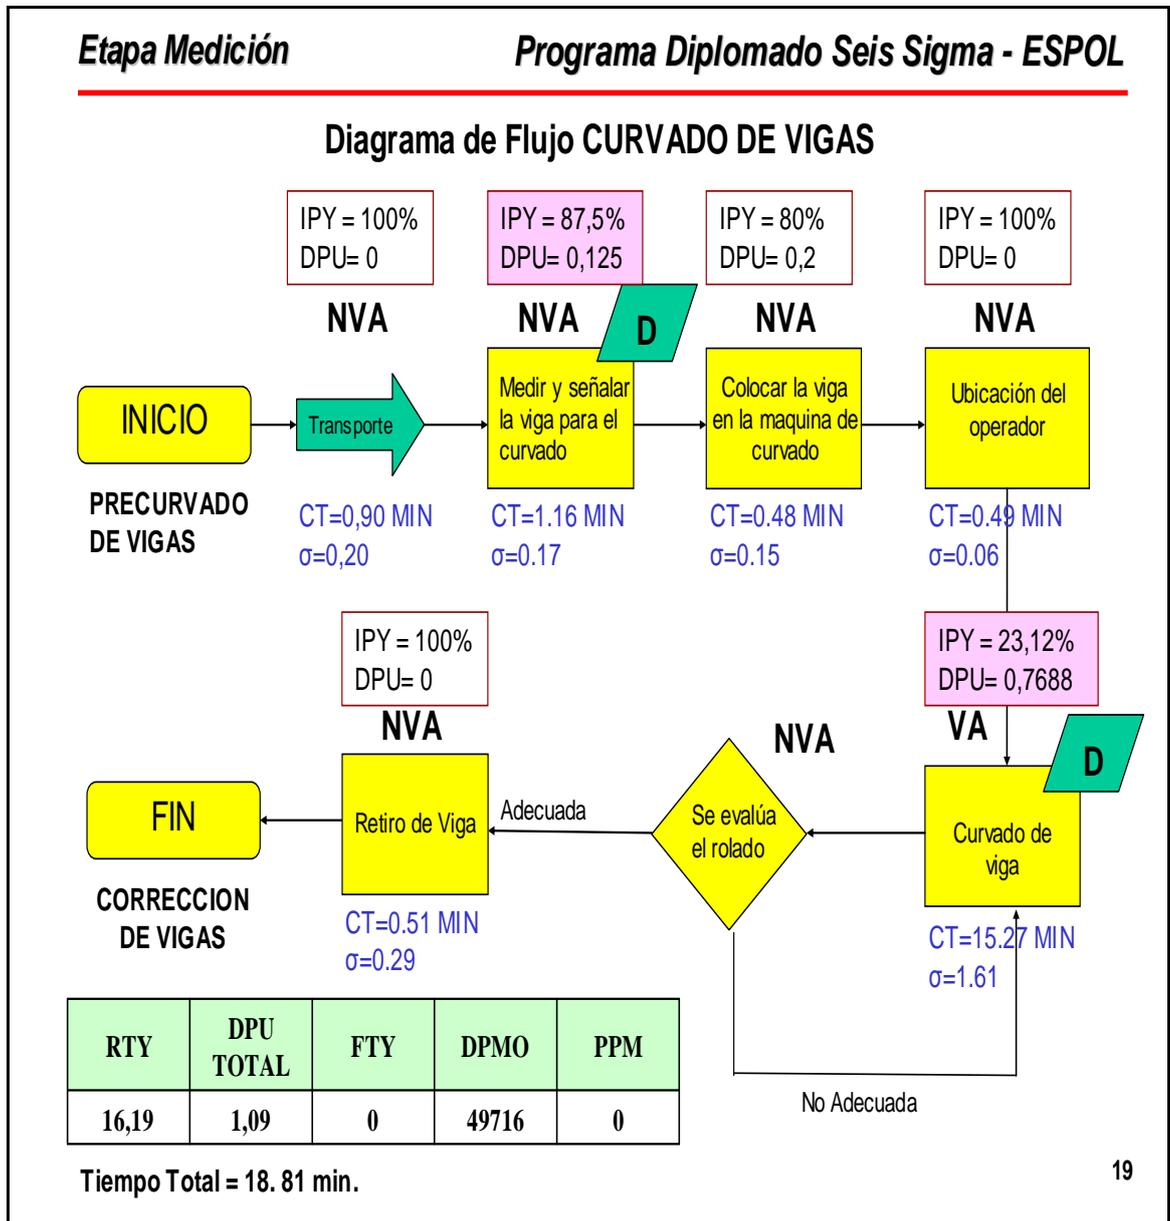 Etapa Medición
Programa Diplomado Seis Sigma - ESPOL
Diagrama de Flujo CURVADO DE VIGAS
IPY = 100%
DPU= 0
IPY = 87,5%
DPU= 0,125
IPY = 80%
DPU= 0,2
IPY = 100%
DPU= 0
NVA
NVA
D
NVA
NVA
INICIO
Transporte
Medir y señalar
la viga para el
curvado
Colocar la viga
en la maquina de
curvado
Ubicación del
operador
PRECURVADO
DE VIGAS
CT=0,90 MIN
σ=0,20
CT=1.16 MIN
σ=0.17
CT=0.48 MIN
σ=0.15
CT=0.49 MIN
σ=0.06
IPY = 100%
DPU= 0
IPY = 23,12%
DPU= 0,7688
NVA
NVA
VA
D
FIN
Retiro de Viga
Adecuada
Se evalúa
el rolado
Curvado de
viga
CORRECCION
DE VIGAS
CT=0.51 MIN
σ=0.29
CT=15.27 MIN
σ=1.61
RTY
DPU
TOTAL
FTY
DPMO
PPM
16,19
1,09
0
49716
0
No Adecuada
Tiempo Total = 18. 81 min.
19